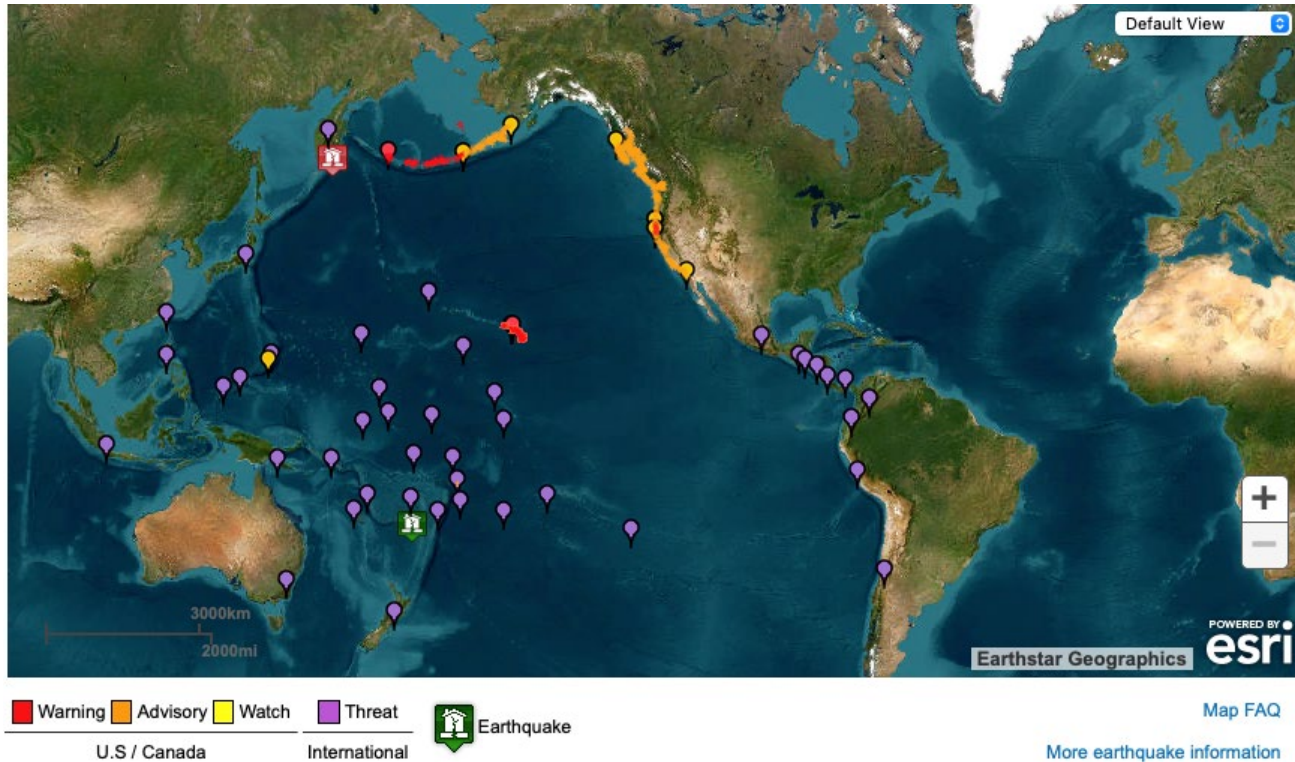 Default View
3000km
2000mi
POWERED BY
esri
Earthstar Geographics
Warning Advisory Watch Threat Earthquake
U.S / Canada International
Map FAQ
More earthquake information